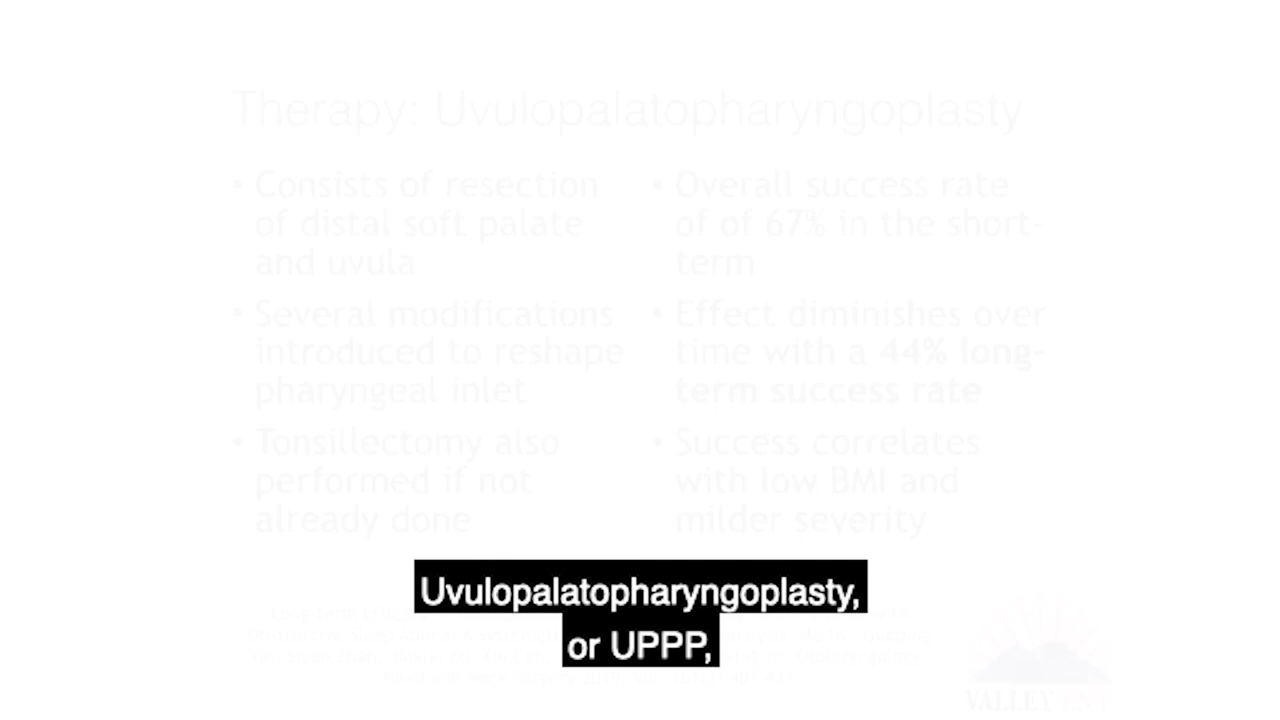 Therapy: Uvulopalatopharyngoplasty
• Consists of resection
of distal soft palate
and uvula
• Several modifications
introduced to reshape
pharyngeal inlet
• Tonsillectomy also
performed if not
already done
• Overall success rate
of of 67% in the short-
term
• Effect diminishes over
time with a 44% long-
term success rate
• Success correlates
with low BMI and
milder severity
Uvulopalatopharyngoplasty,
or UPPP,
VALLEY ENT